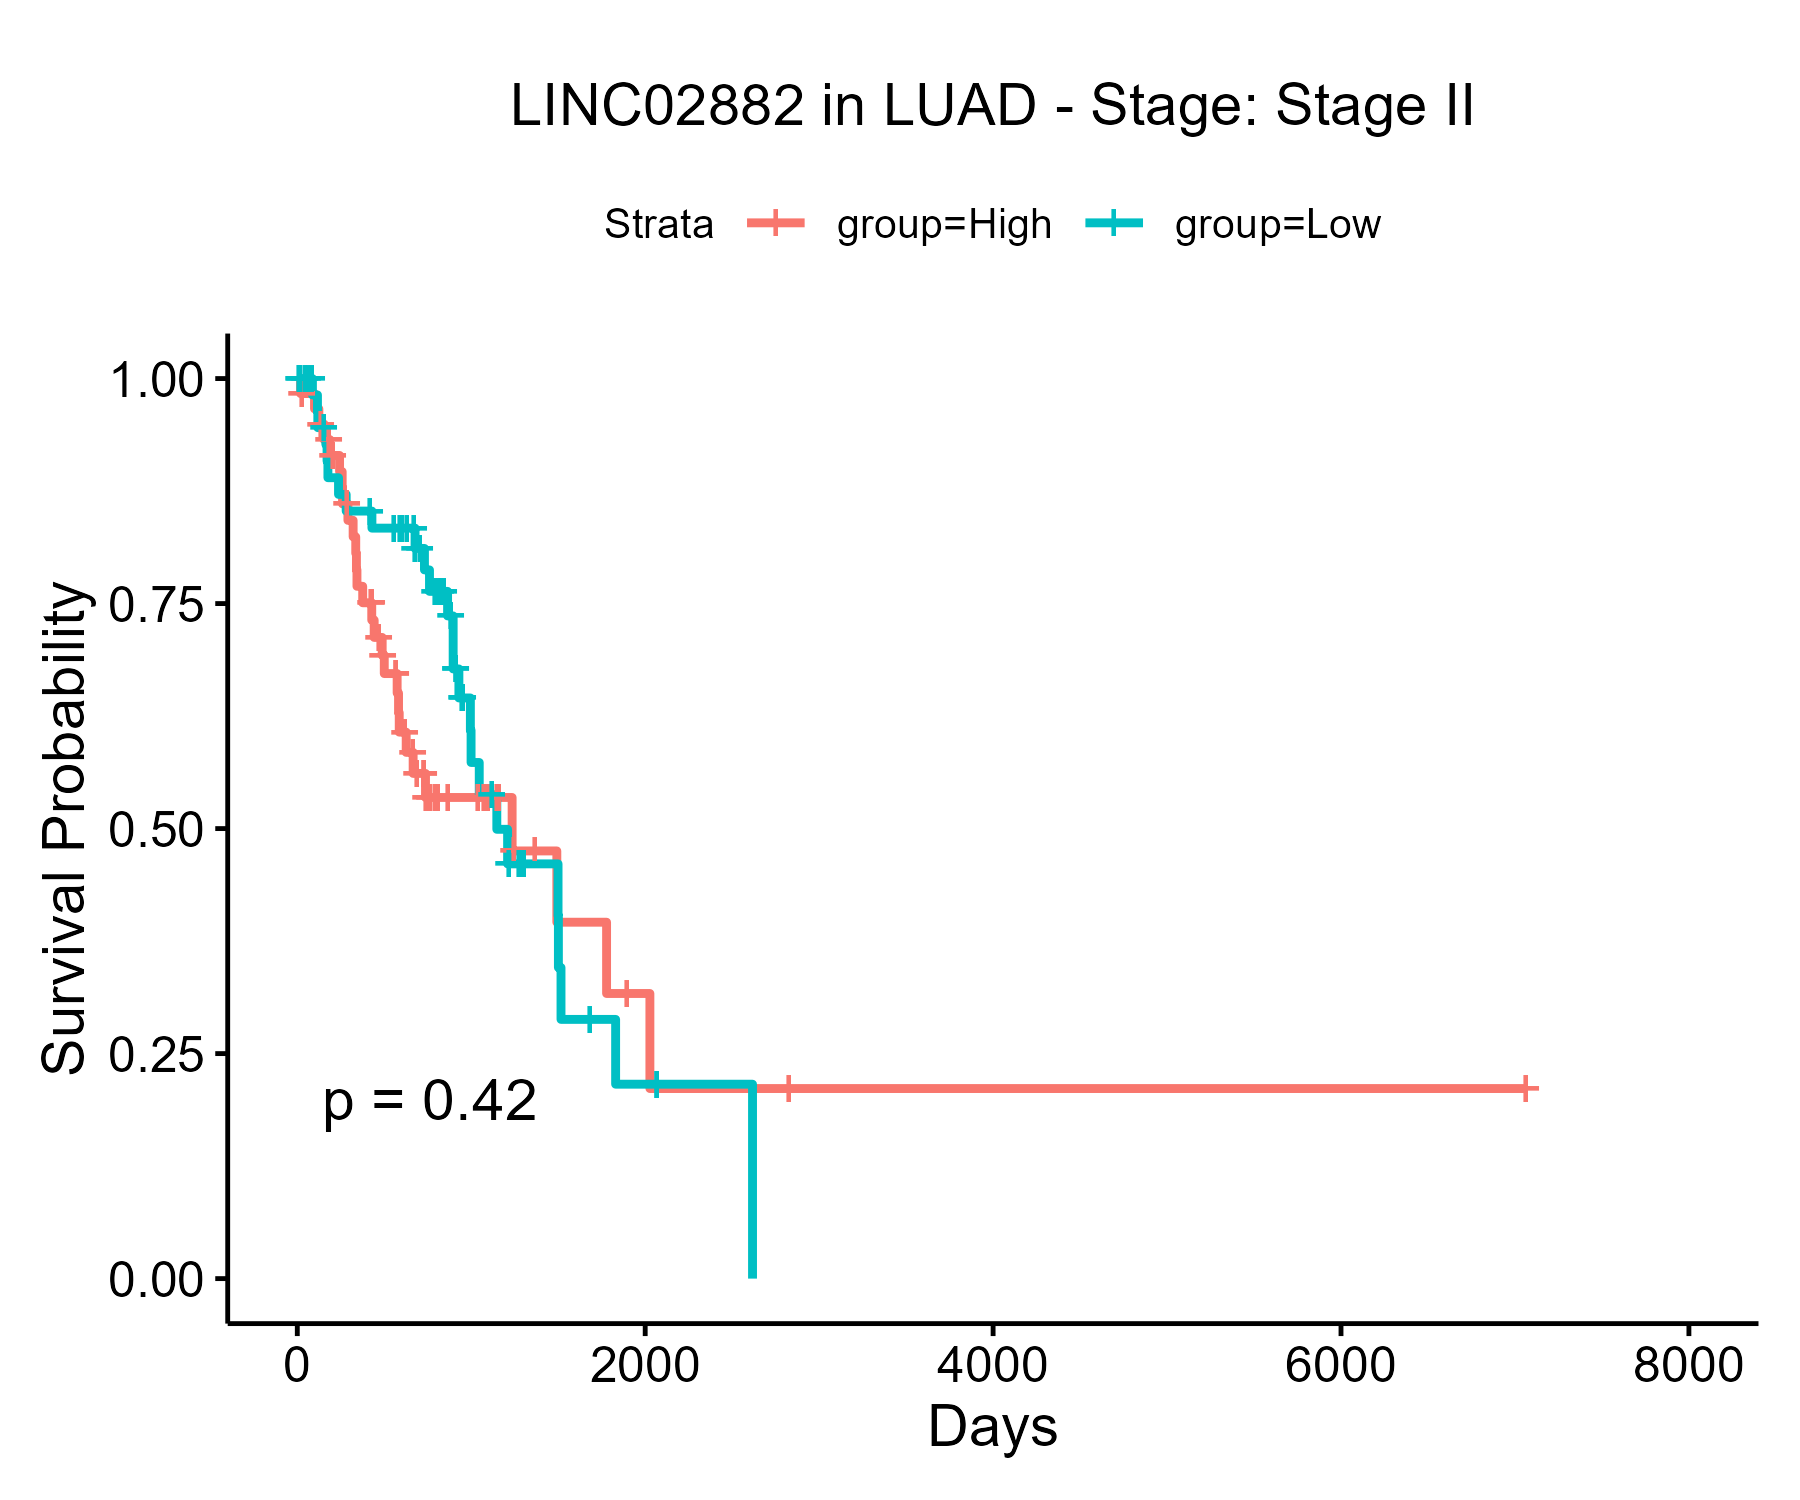 LINC02882 in LUAD - Stage: Stage II
Strata group=High group=Low
Survival Probability
1.00
0.75
0.50
0.25
0.00
p = 0.42
0 2000 4000 6000 8000
Days